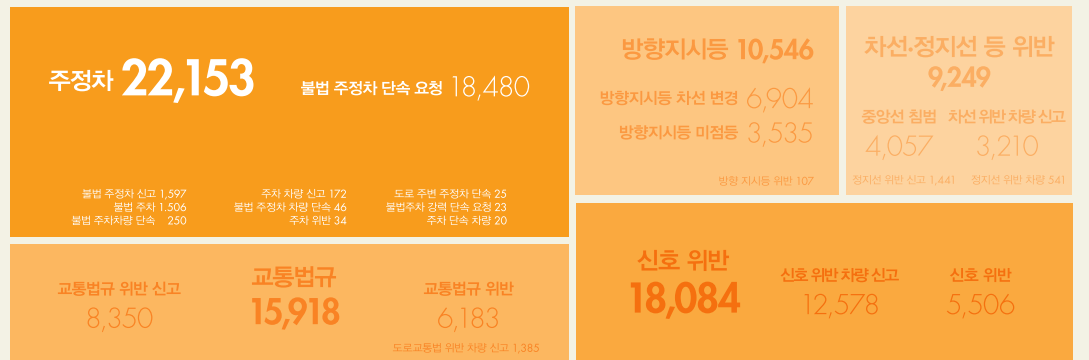 주정차 22,153
불법 주정차 단속 요청 18,480
불법 주정차 신고 1,597
불법 주차 1.506
불법 주차차량 단속 250
주차 차량 신고 172
불법 주정차 차량 단속 46
주차 위반 34
도로 주변 주정차 단속 25
불법주차 강력 단속 요청 23
주차 단속 차량 20
방향지시등 10,546
방향지시등 차선 변경 6,904
방향지시등 미점등 3,535
방향 지시등 위반 107
차선·정지선 등 위반
9,249
중앙선 침범
4,057
차선 위반 차량 신고
3,210
정지선 위반 신고 1,441
정지선 위반 차량 541
교통법규 위반 신고
8,350
교통법규
15,918
교통법규 위반
6,183
도로교통법 위반 차량 신고 1,385
신호 위반
18,084
신호 위반 차량 신고
12,578
신호 위반
5,506